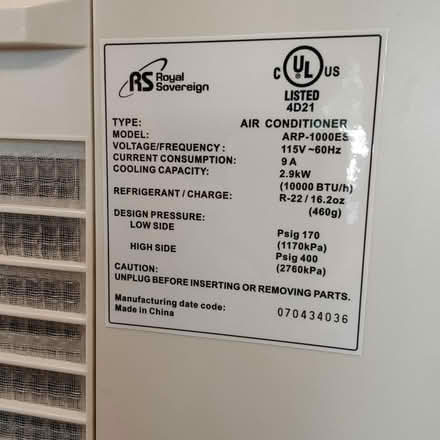 RS Royal
Sovereign
C UL US
LISTED
4D21
TYPE: AIR CONDITIONER
MODEL: ARP-1000ES
VOLTAGE/FREQUENCY: 115V ~60Hz
CURRENT CONSUMPTION: 9 A
COOLING CAPACITY: 2.9kW
(10000 BTU/h)
REFRIGERANT / CHARGE: R-22 / 16.2oz
(460g)
DESIGN PRESSURE:
LOW SIDE Psig 170
(1170kPa)
HIGH SIDE Psig 400
(2760kPa)
CAUTION:
UNPLUG BEFORE INSERTING OR REMOVING PARTS.
Manufacturing date code: 070434036
Made in China